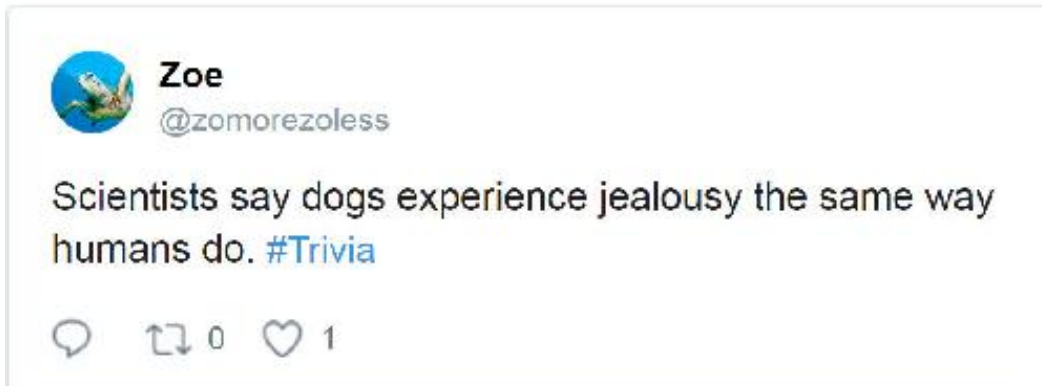 Zoe
@zomorezoless
Scientists say dogs experience jealousy the same way
humans do. #Trivia
0 1